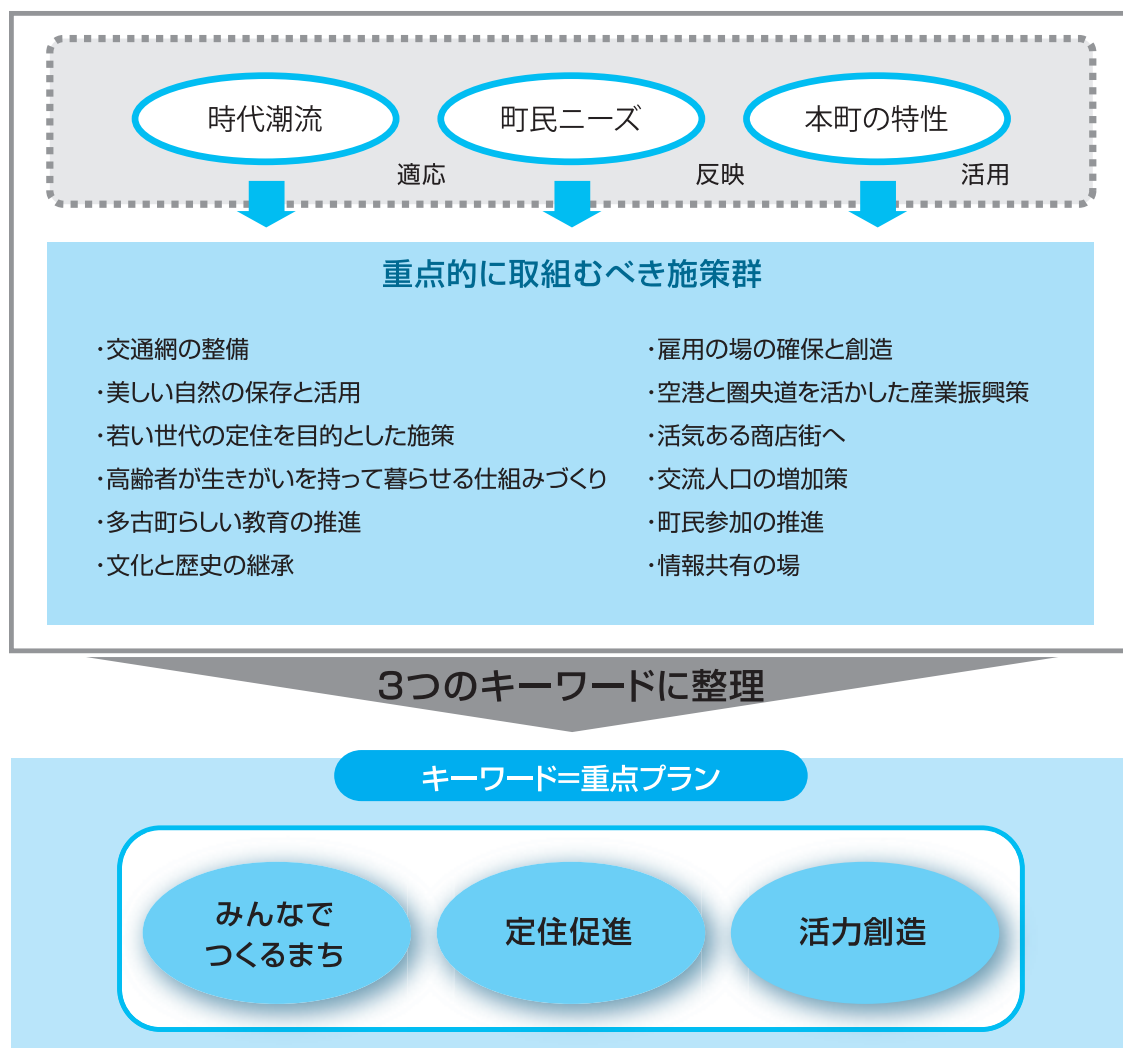 時代潮流
町民ニーズ
本町の特性
適応
反映
活用
重点的に取組むべき施策群
・交通網の整備
・美しい自然の保存と活用
・若い世代の定住を目的とした施策
・高齢者が生きがいを持って暮らせる仕組みづくり
・多古町らしい教育の推進
・文化と歴史の継承
・雇用の場の確保と創造
・空港と圏央道を活かした産業振興策
・活気ある商店街へ
・交流人口の増加策
・町民参加の推進
・情報共有の場
3つのキーワードに整理
キーワード=重点プラン
みんなで
つくるまち
定住促進
活力創造